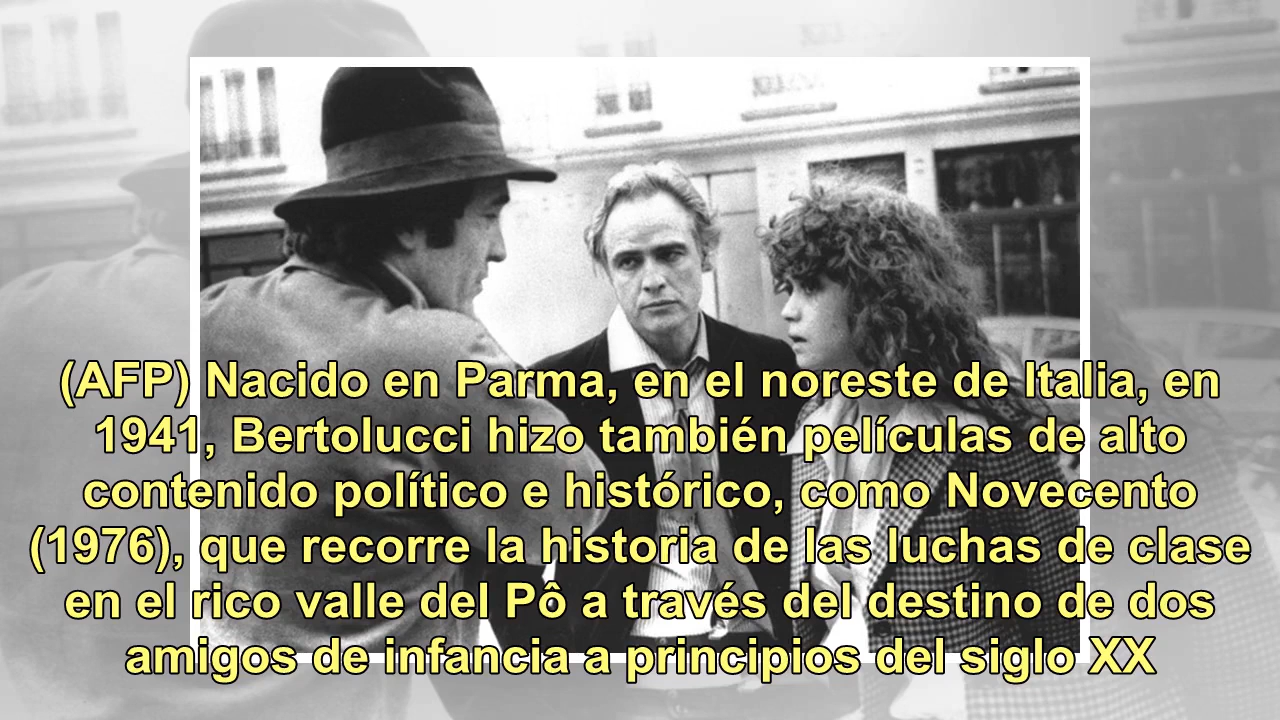 (AFP) Nacido en Parma, en el noreste de Italia, en
1941, Bertolucci hizo también películas de alto
contenido político e histórico, como Novecento
(1976), que recorre la historia de las luchas de clase
en el rico valle del Pô a través del destino de dos
amigos de infancia a principios del siglo XX